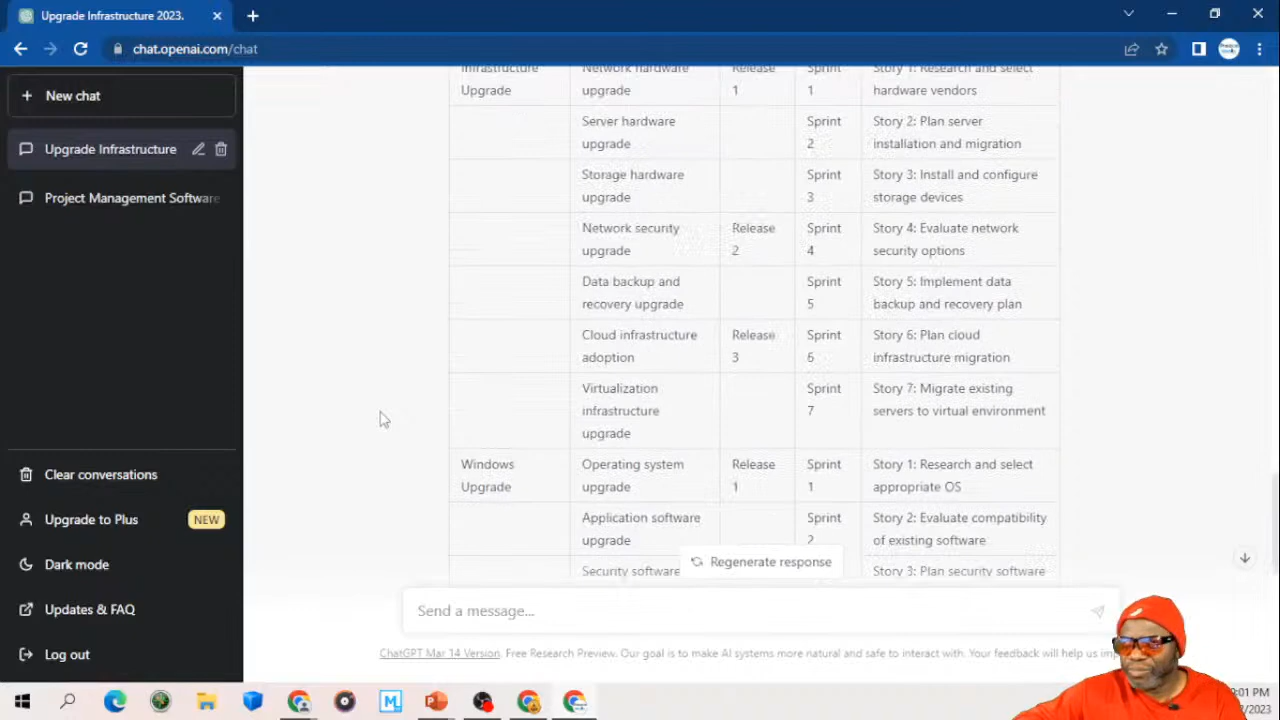 Upgrade Infrastructure 2023.
chat.openai.com/chat
New chat
Upgrade Infrastructure
Project Management Software
Clear conversations
Upgrade to Plus NEW
Dark mode
Updates & FAQ
Log out
Infrastructure Network hardware Release Sprint Story 1: Research and select
Upgrade upgrade 1 1 hardware vendors
Server hardware Sprint Story 2: Plan server
upgrade 2 installation and migration
Storage hardware Sprint Story 3: Install and configure
upgrade 3 storage devices
Network security Release Sprint Story 4: Evaluate network
upgrade 2 4 security options
Data backup and Sprint Story 5: Implement data
recovery upgrade 5 backup and recovery plan
Cloud infrastructure Release Sprint Story 6: Plan cloud
adoption 3 6 infrastructure migration
Virtualization Sprint Story 7: Migrate existing
infrastructure 7 servers to virtual environment
upgrade
Windows Operating system Release Sprint Story 1: Research and select
Upgrade upgrade 1 1 appropriate OS
Application software Sprint Story 2: Evaluate compatibility
upgrade 2 of existing software
Security software Story 3: Plan security software
Regenerate response
Send a message...
ChatGPT Mar 14 Version. Free Research Preview. Our goal is to make AI systems more natural and safe to interact with. Your feedback will help us
:01 PM
/2023